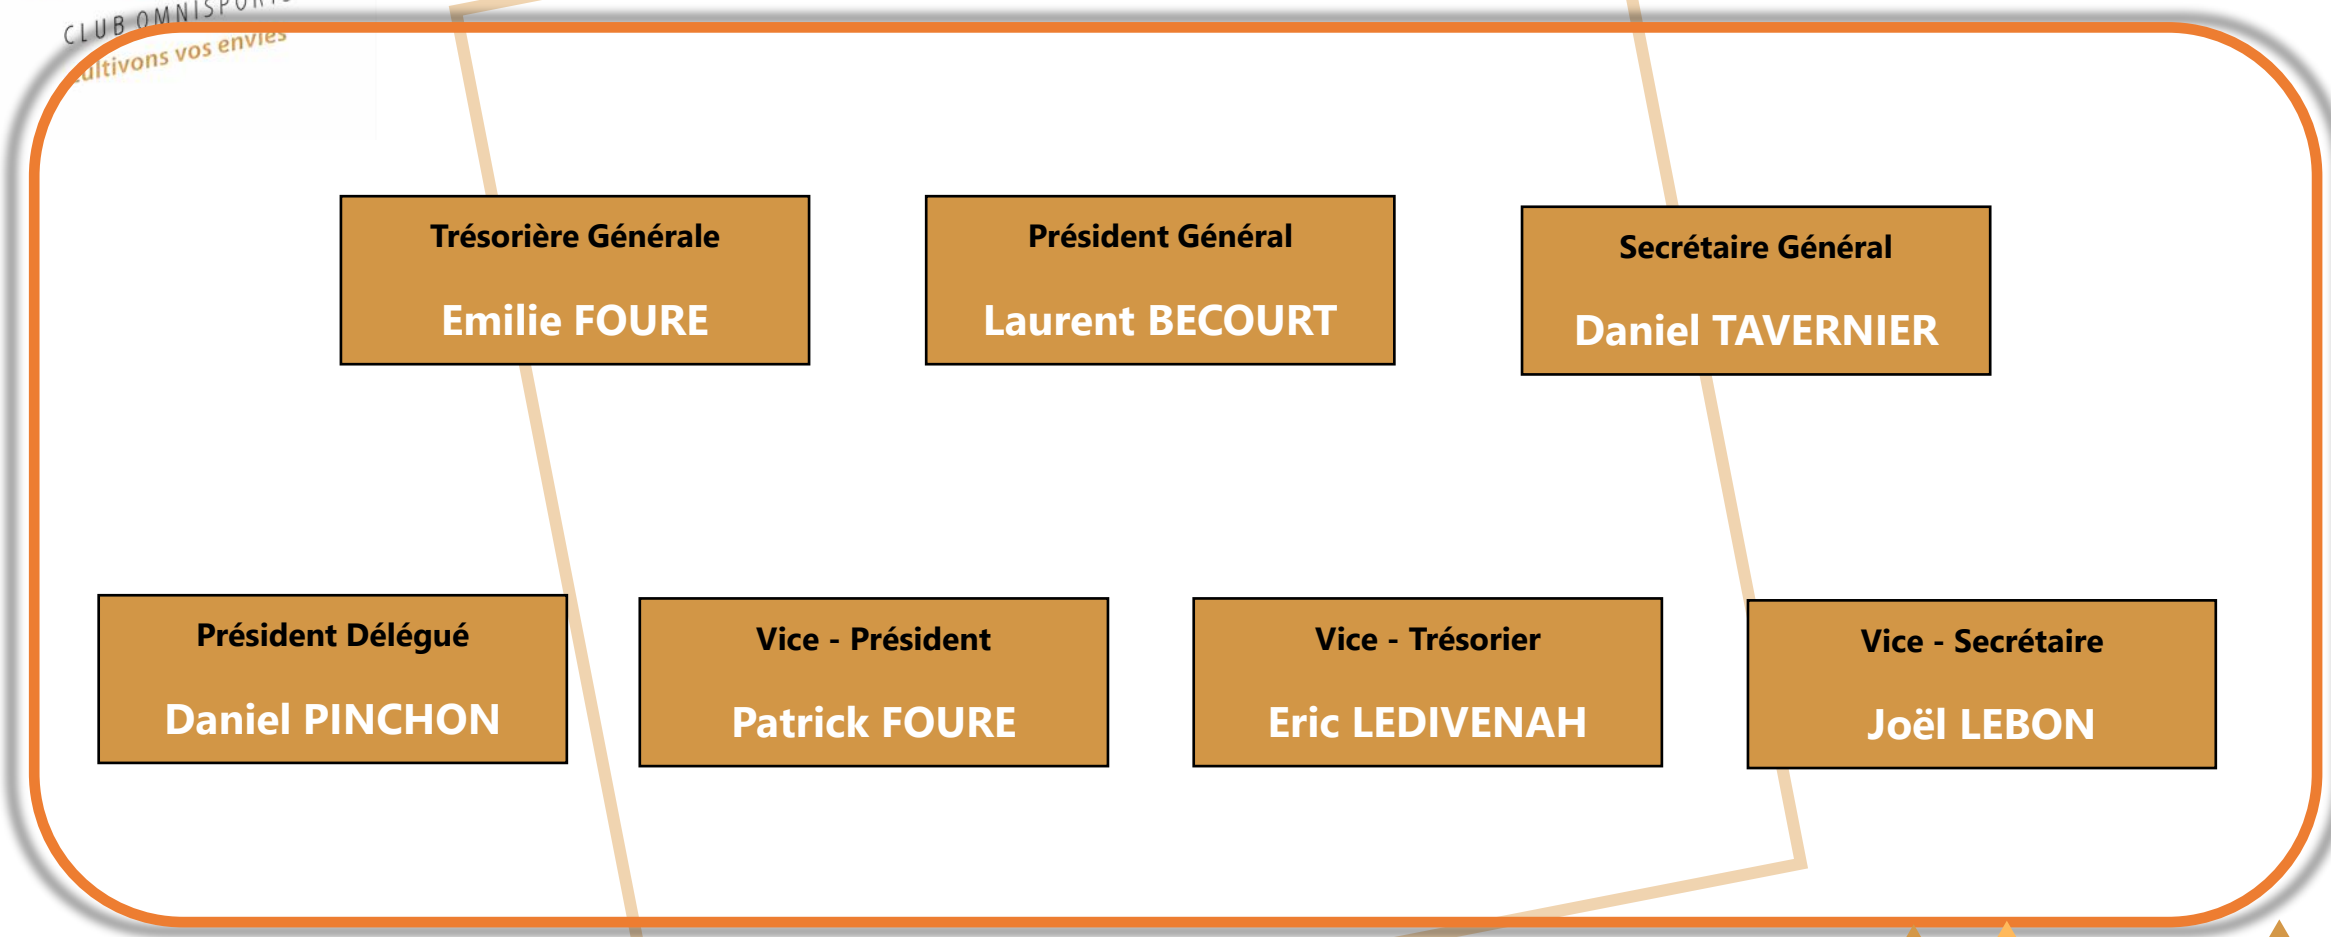 CLUB OMNISPORTS
Cultivons vos envies
Trésorière Générale
Emilie FOURE
Président Général
Laurent BECOURT
Secrétaire Général
Daniel TAVERNIER
Président Délégué
Daniel PINCHON
Vice - Président
Patrick FOURE
Vice - Trésorier
Eric LEDIVENAH
Vice - Secrétaire
Joël LEBON